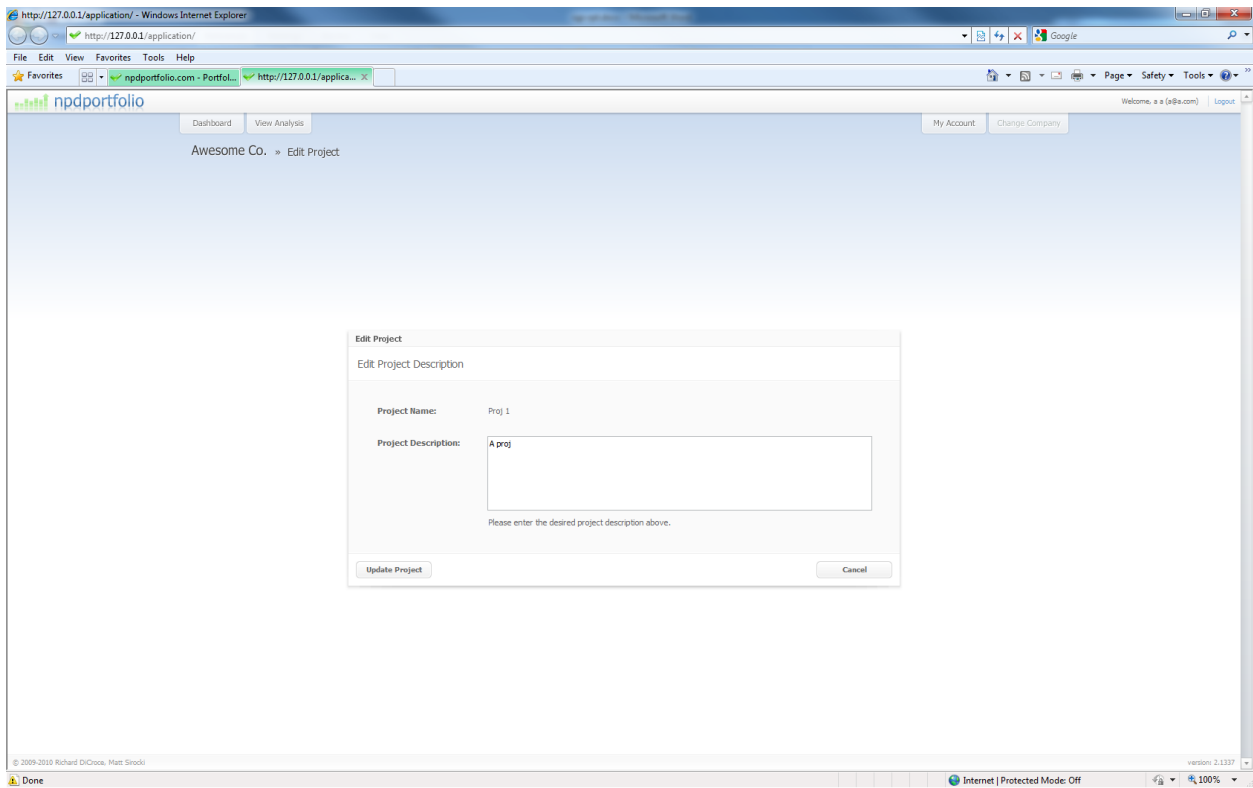 http://127.0.0.1/application/ - Windows Internet Explorer
http://127.0.0.1/application/
Google
File Edit View Favorites Tools Help
Favorites
npdportfolio.com - Portfol...
http://127.0.0.1/applica...
Page Safety Tools
npdportfolio
Welcome, a a (a@a.com) Logout
Dashboard View Analysis My Account Change Company
Awesome Co. » Edit Project
Edit Project
Edit Project Description
Project Name: Proj 1
Project Description: A proj
Please enter the desired project description above.
Update Project Cancel
© 2009-2010 Richard DiCroce, Matt Sirocki version: 2.1337
Done Internet | Protected Mode: Off 100%